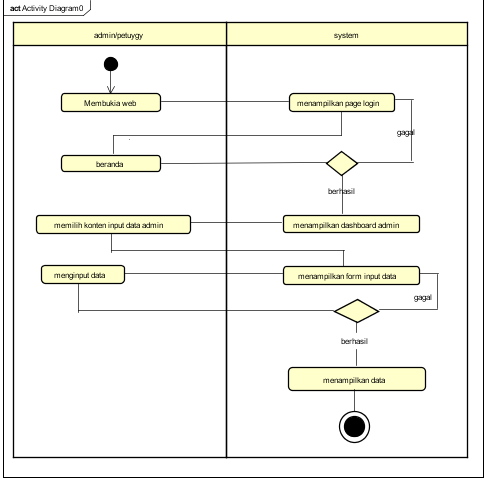 act Activity Diagram0
admin/petuygy
system
Membukia web
menampilkan page login
gagal
beranda
berhasil
memilih konten input data admin
menampilkan dashboard admin
menginput data
menampilkan form input data
gagal
berhasil
menampilkan data